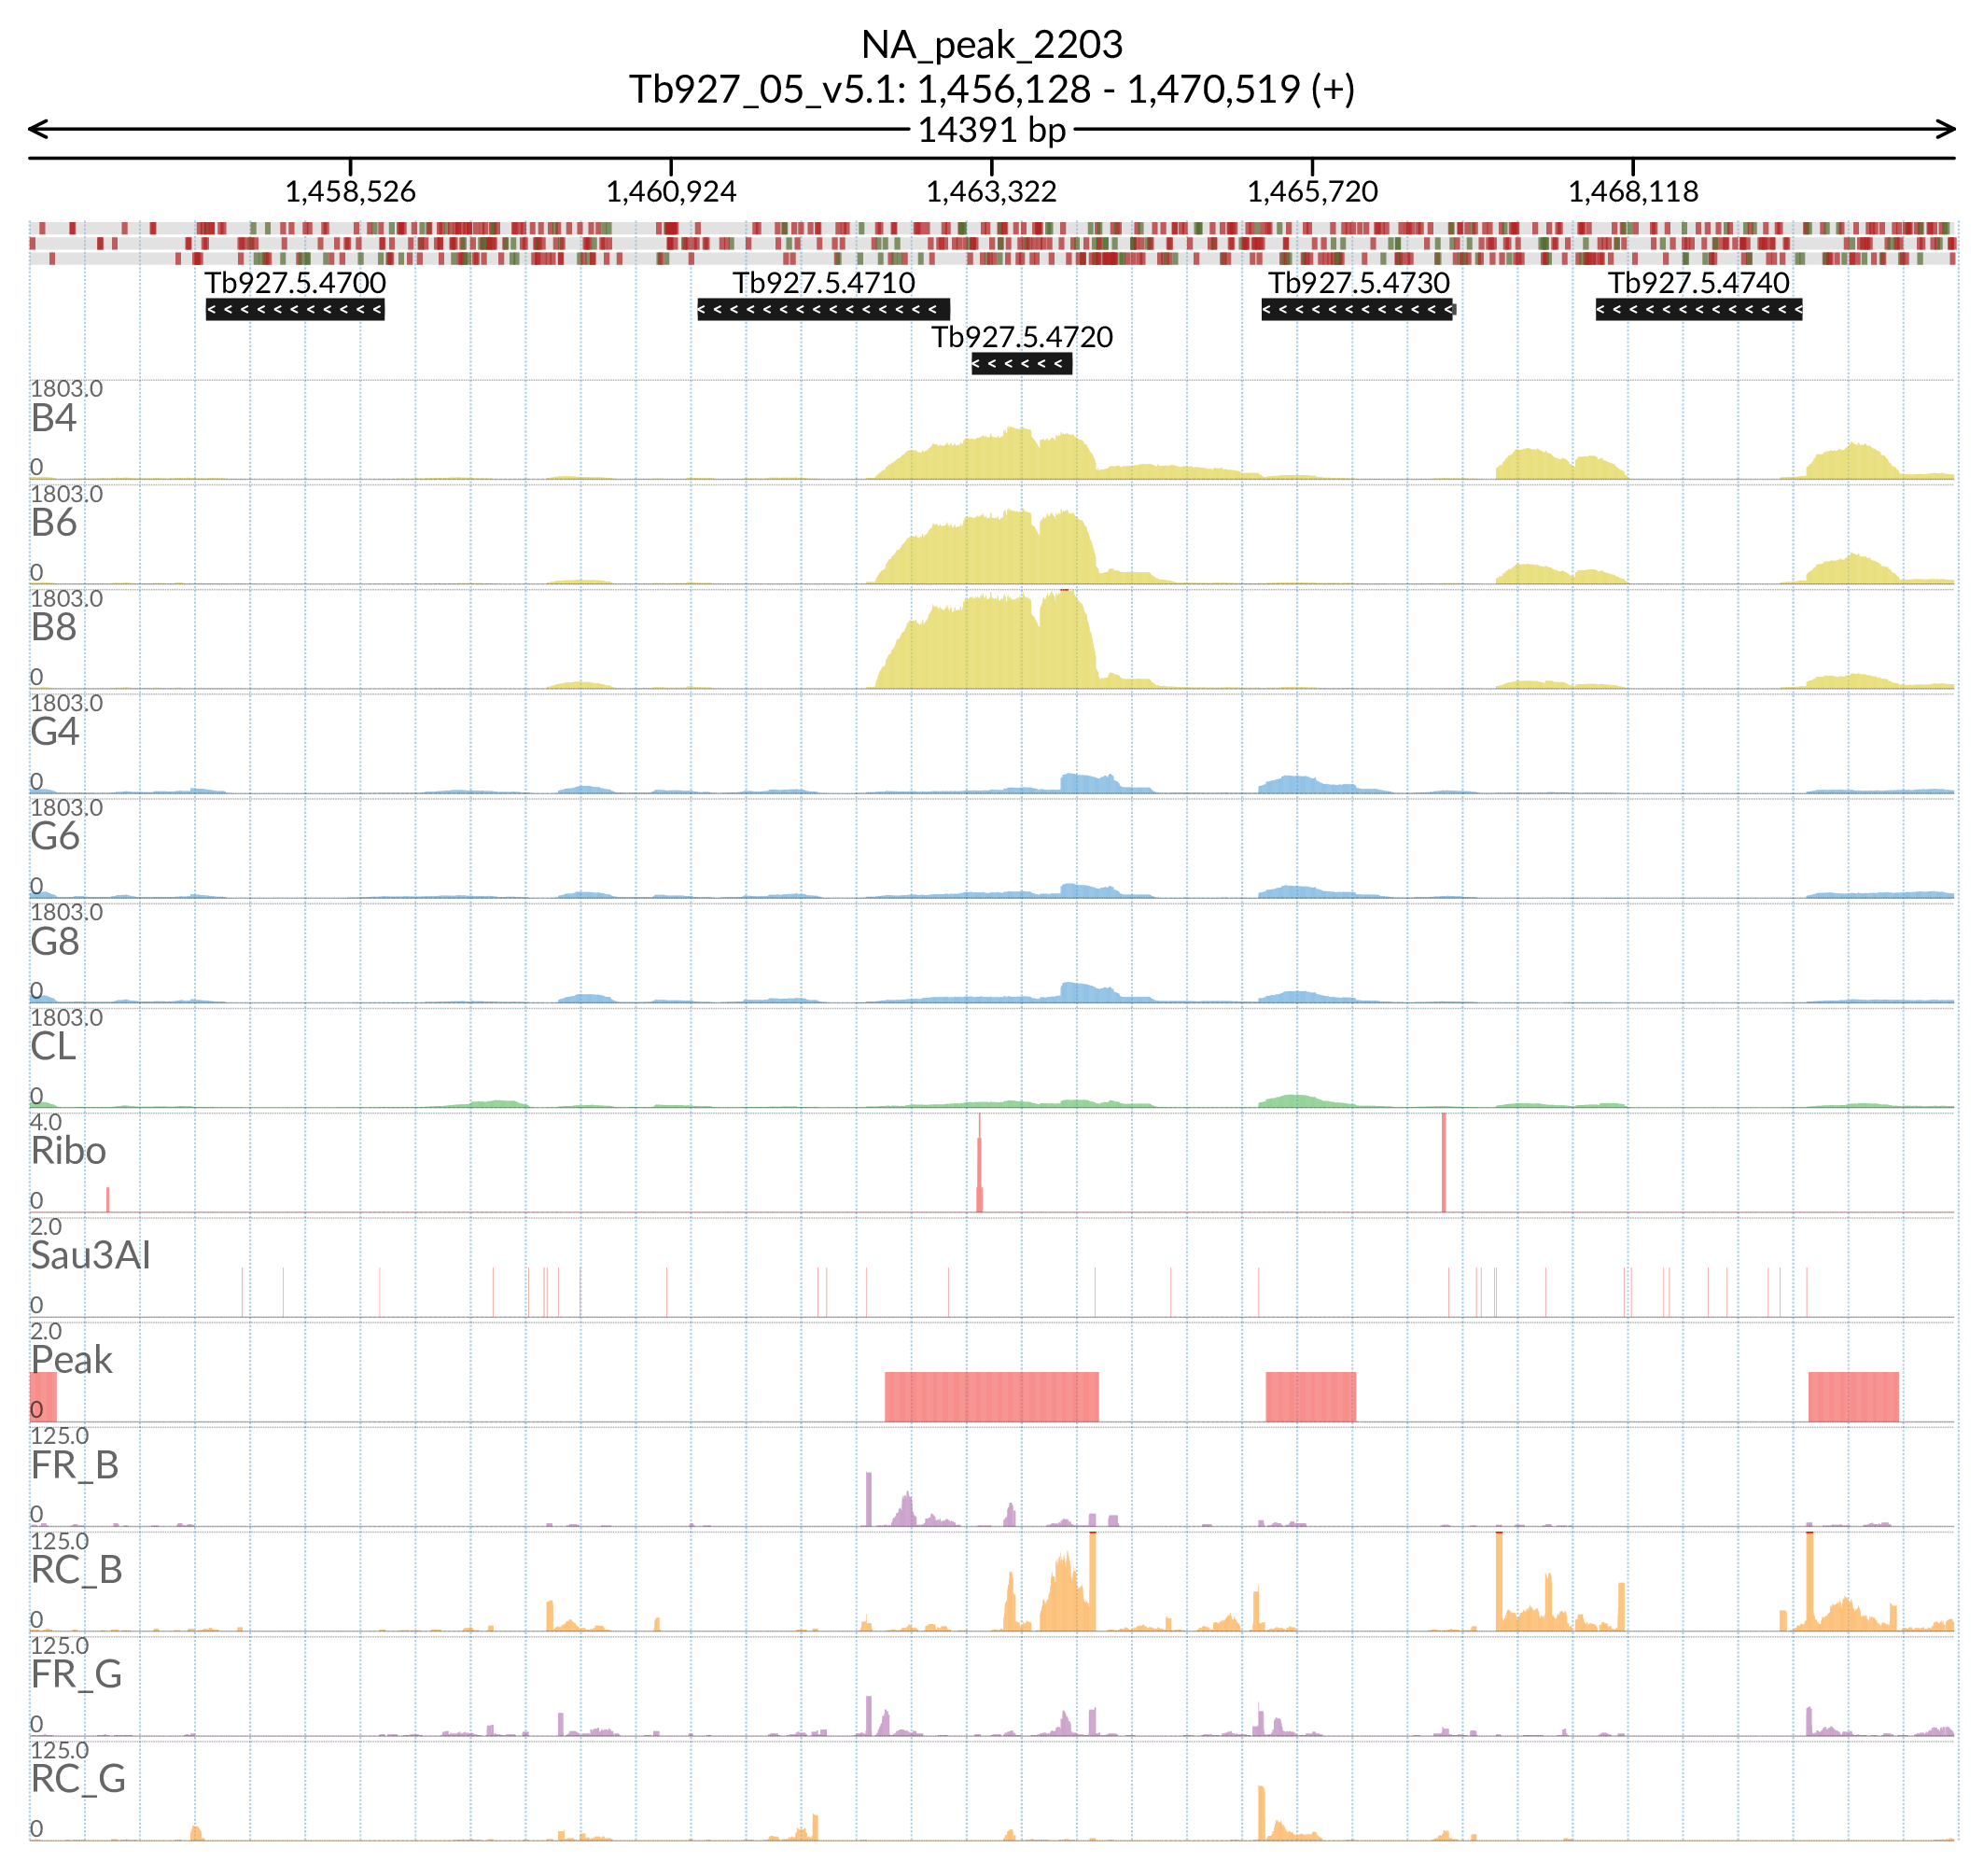 NA_peak_2203
Tb927_05_v5.1: 1,456,128 - 1,470,519 (+)
14391 bp
1,458,526 1,460,924 1,463,322 1,465,720 1,468,118
Tb927.5.4700 Tb927.5.4710 Tb927.5.4730 Tb927.5.4740
Tb927.5.4720
1803.0
B4
0
1803.0
B6
0
1803.0
B8
0
1803.0
G4
0
1803.0
G6
0
1803.0
G8
0
1803.0
CL
0
4.0
Ribo
0
2.0
Sau3AI
0
2.0
Peak
0
125.0
FR_B
0
125.0
RC_B
0
125.0
FR_G
0
125.0
RC_G
0